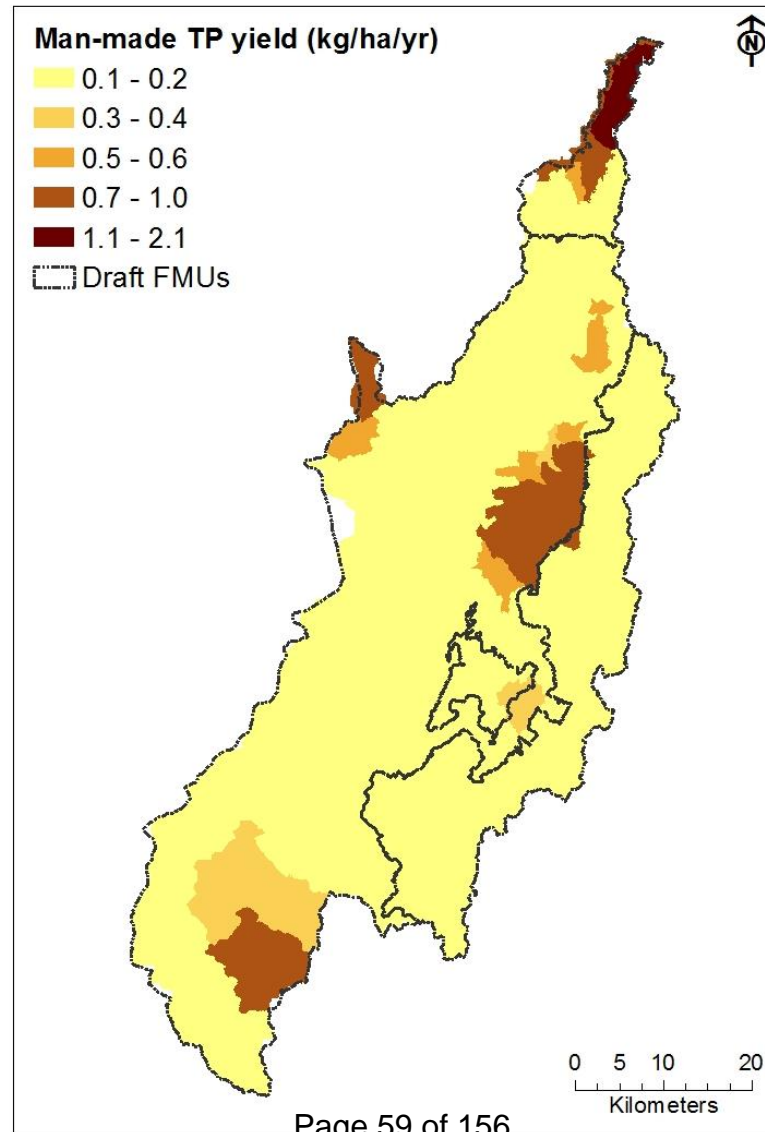 Man-made TP yield (kg/ha/yr)
0.1 - 0.2
0.3 - 0.4
0.5 - 0.6
0.7 - 1.0
1.1 - 2.1
Draft FMUs
N
0 5 10 20
Kilometers
Page 59 of 156